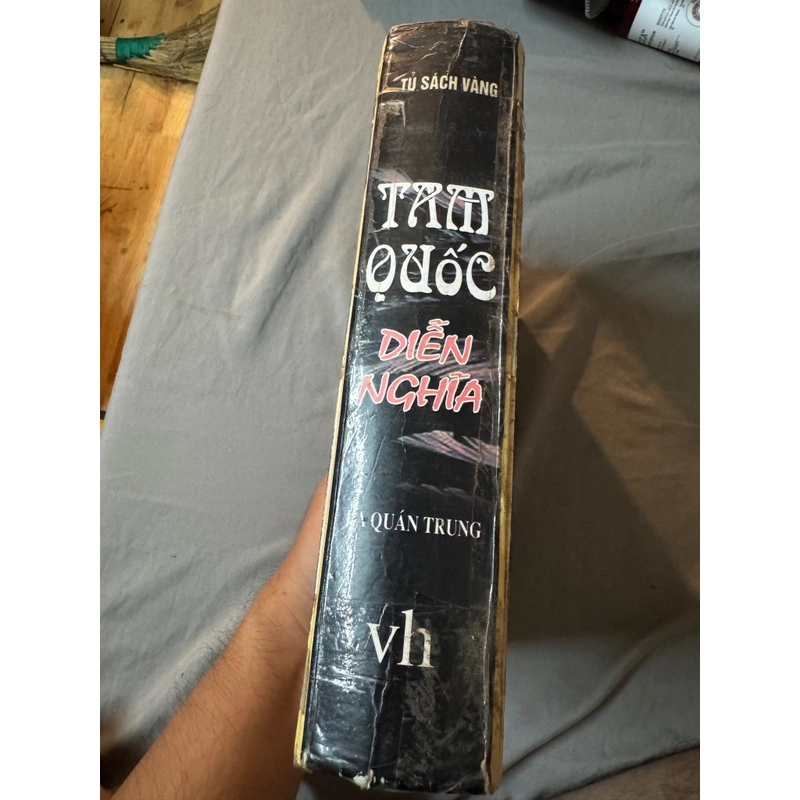 TỦ SÁCH VÀNG
TAM
QUỐC
DIỄN
NGHĨA
A QUÁN TRUNG
vh